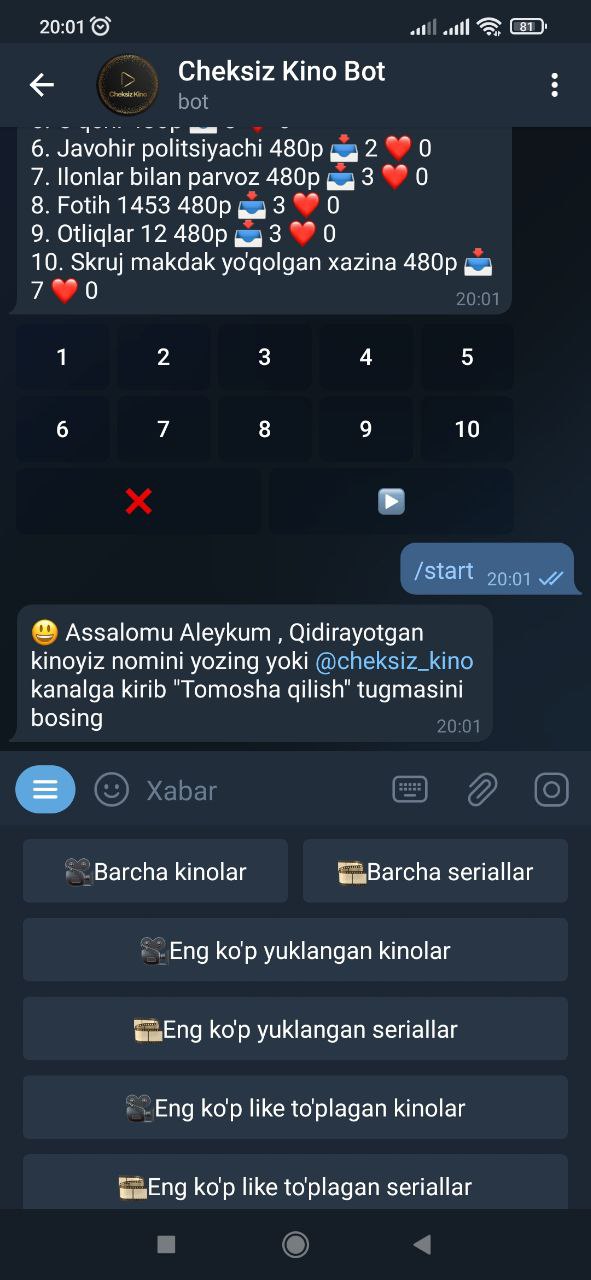 20:01
81
Cheksiz Kino Bot
bot
Cheksiz Kino
480p 📥 3 ❤️ 0
6. Javohir politsiyachi 480p 📥 2 ❤️ 0
7. Ilonlar bilan parvoz 480p 📥 3 ❤️ 0
8. Fotih 1453 480p 📥 3 ❤️ 0
9. Otliqlar 12 480p 📥 3 ❤️ 0
10. Skruj makdak yo'qolgan xazina 480p 📥
7 ❤️ 0
20:01
1 2 3 4 5
6 7 8 9 10
❌ ▶️
/start 20:01
😃 Assalomu Aleykum , Qidirayotgan
kinoyiz nomini yozing yoki @cheksiz_kino
kanalga kirib "Tomosha qilish" tugmasini
bosing
20:01
Xabar
🎥Barcha kinolar
🎞Barcha seriallar
🎥Eng ko'p yuklangan kinolar
🎞Eng ko'p yuklangan seriallar
🎥Eng ko'p like to'plagan kinolar
🎞Eng ko'p like to'plagan seriallar